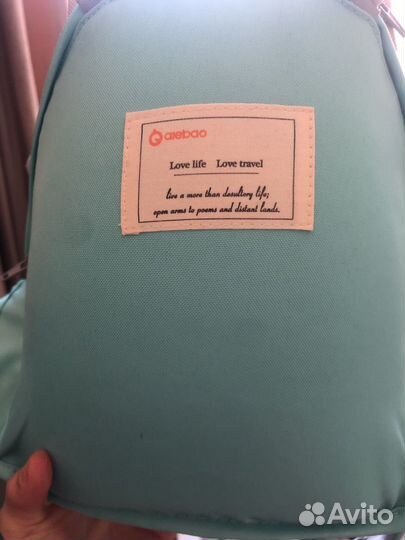 aiebao
Love life Love travel
live a more than desultory life;
open arms to poems and distant lands.
Avito